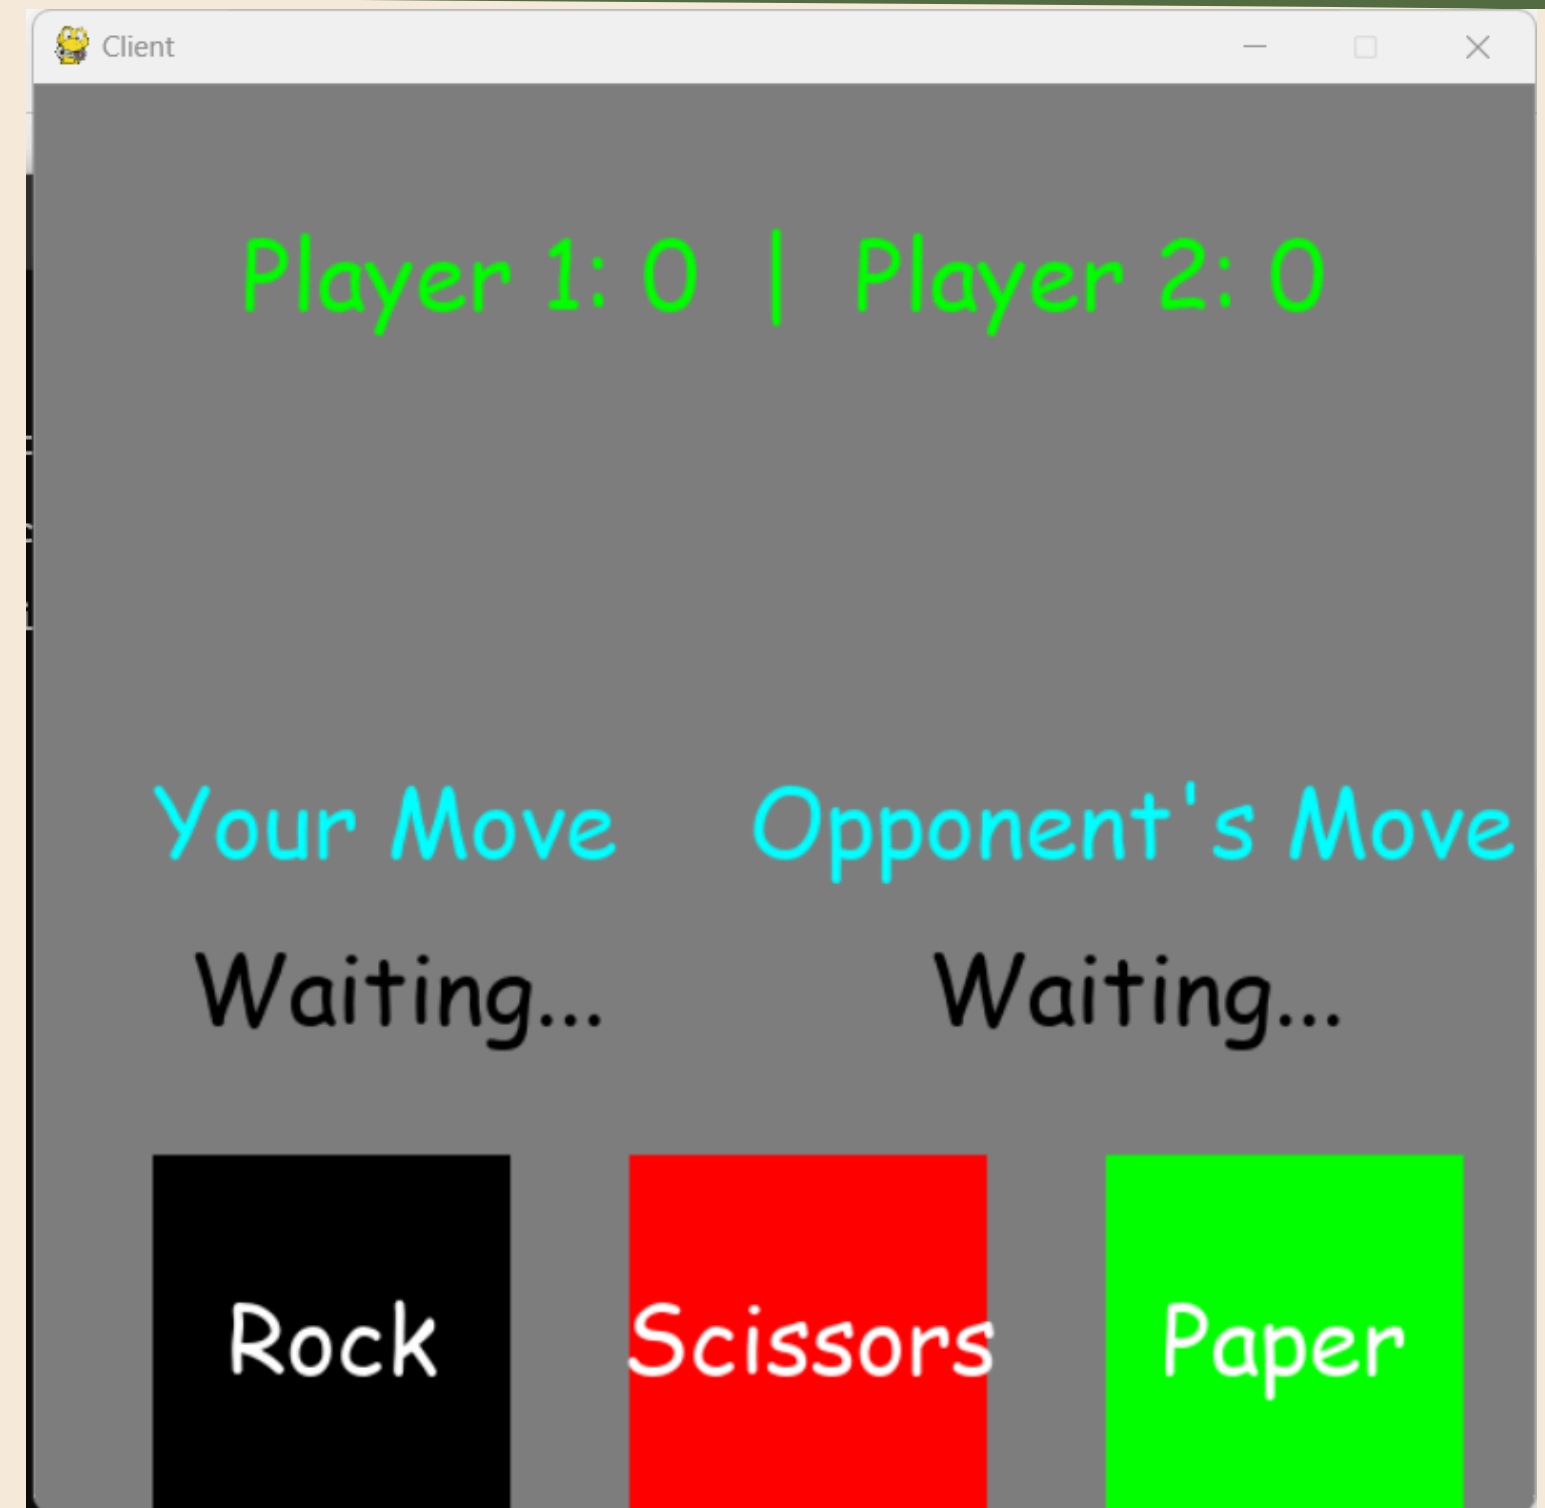 Client
Player 1: 0 | Player 2: 0
Your Move Opponent's Move
Waiting... Waiting...
Rock Scissors Paper